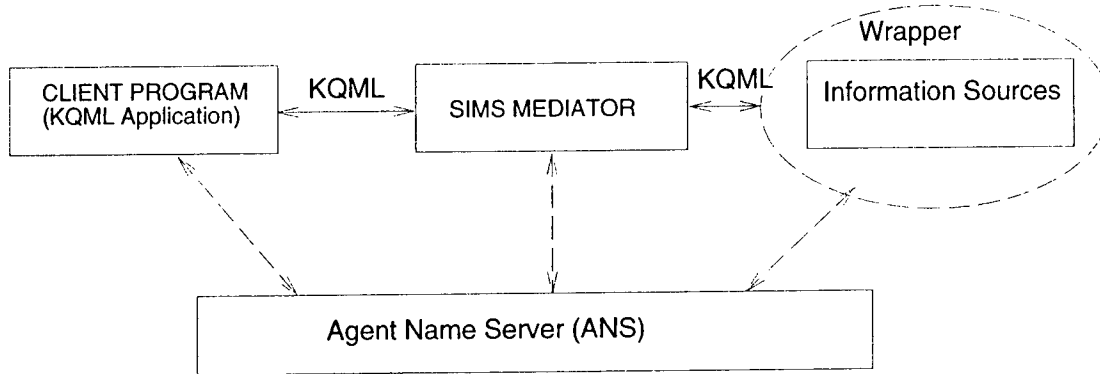 Wrapper
CLIENT PROGRAM
(KQML Application)
KQML
SIMS MEDIATOR
KQML
Information Sources
Agent Name Server (ANS)